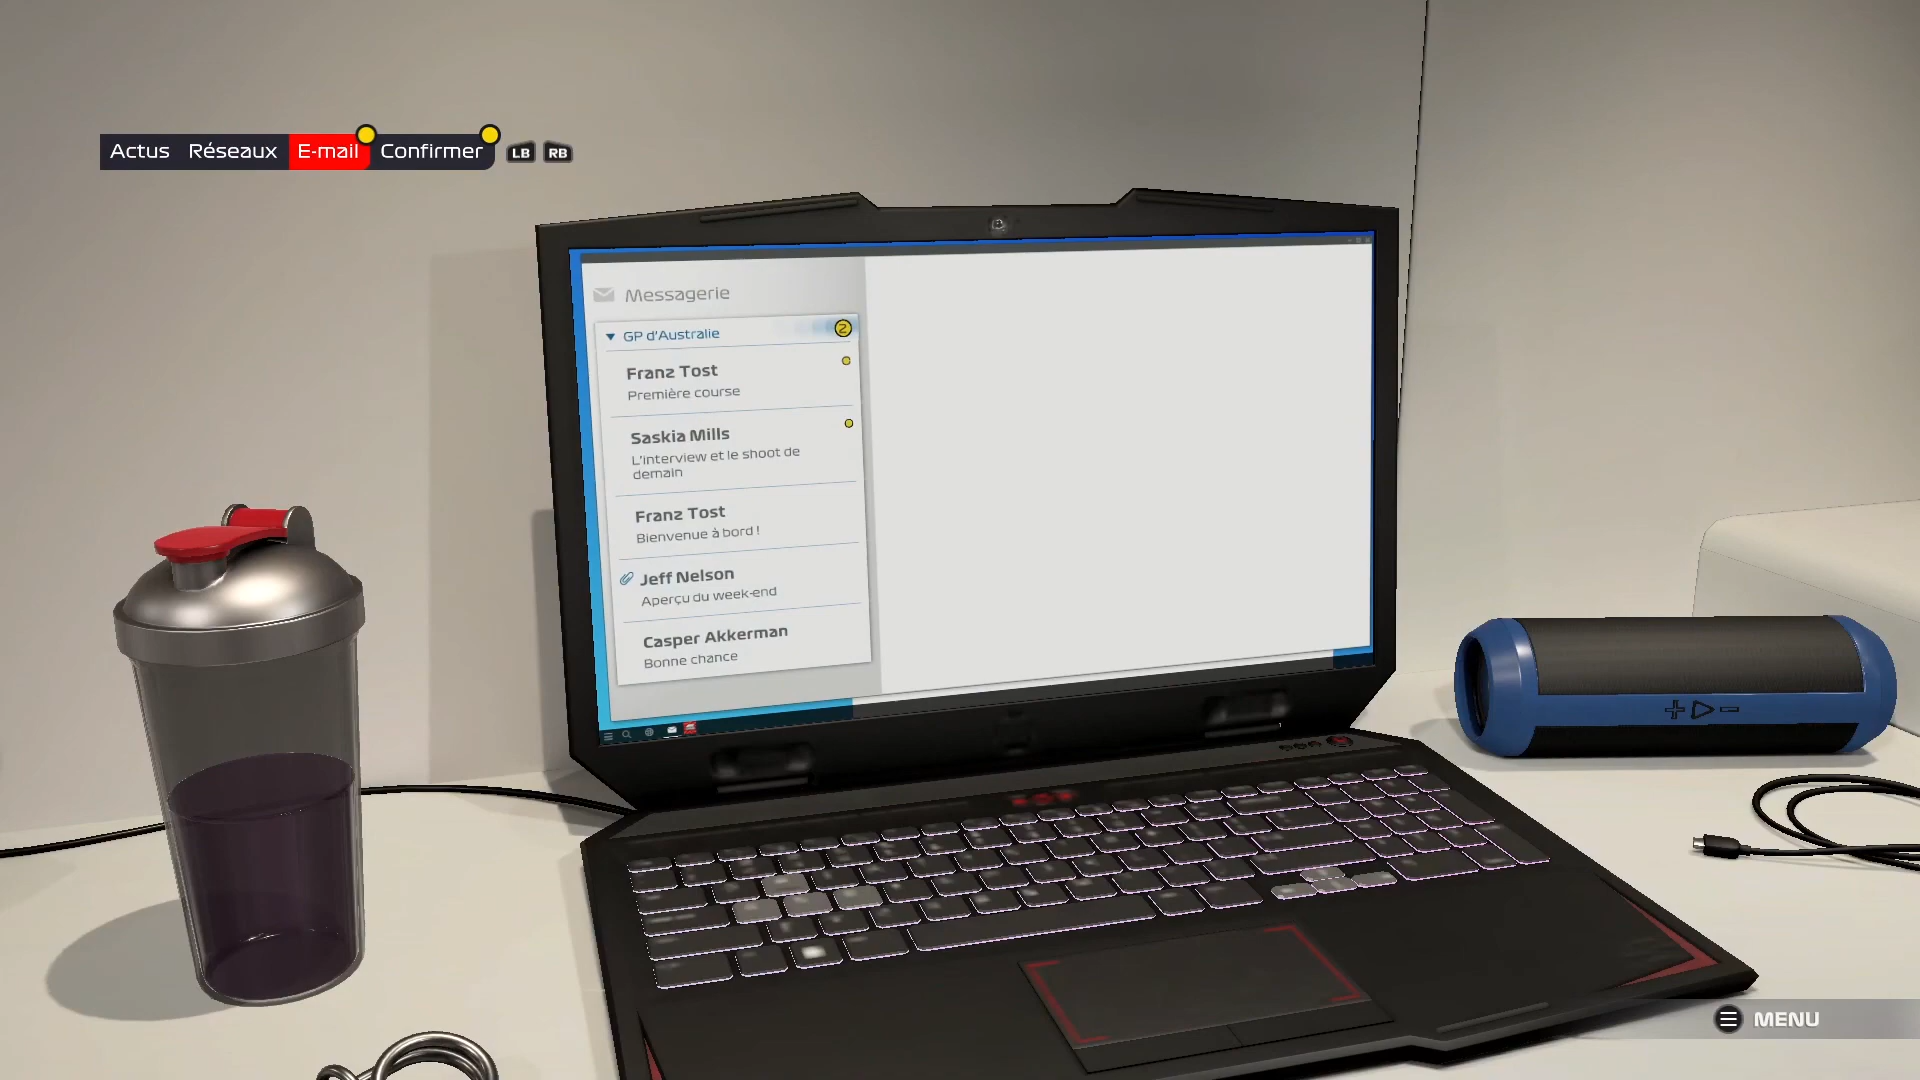 Actus Réseaux E-mail Confirmer LB RB
Messagerie
GP d'Australie 2
Franz Tost
Première course
Saskia Mills
L'interview et le shoot de
demain
Franz Tost
Bienvenue à bord !
Jeff Nelson
Aperçu du week-end
Casper Akkerman
Bonne chance
MENU